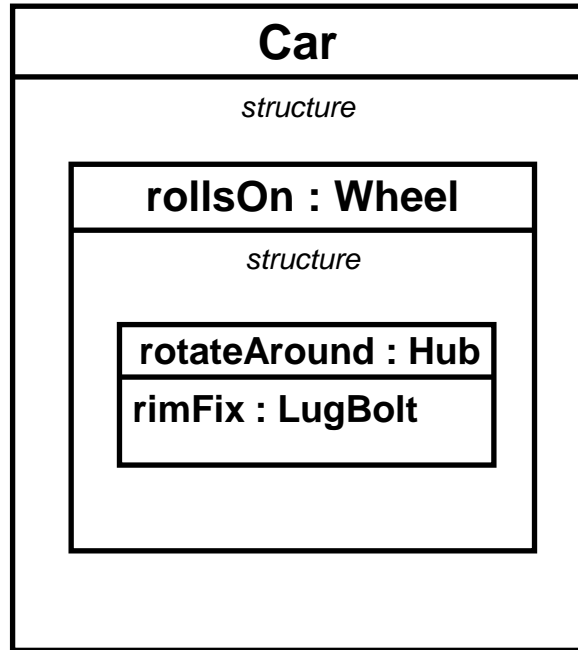 Car
structure
rollsOn : Wheel
structure
rotateAround : Hub
rimFix : LugBolt